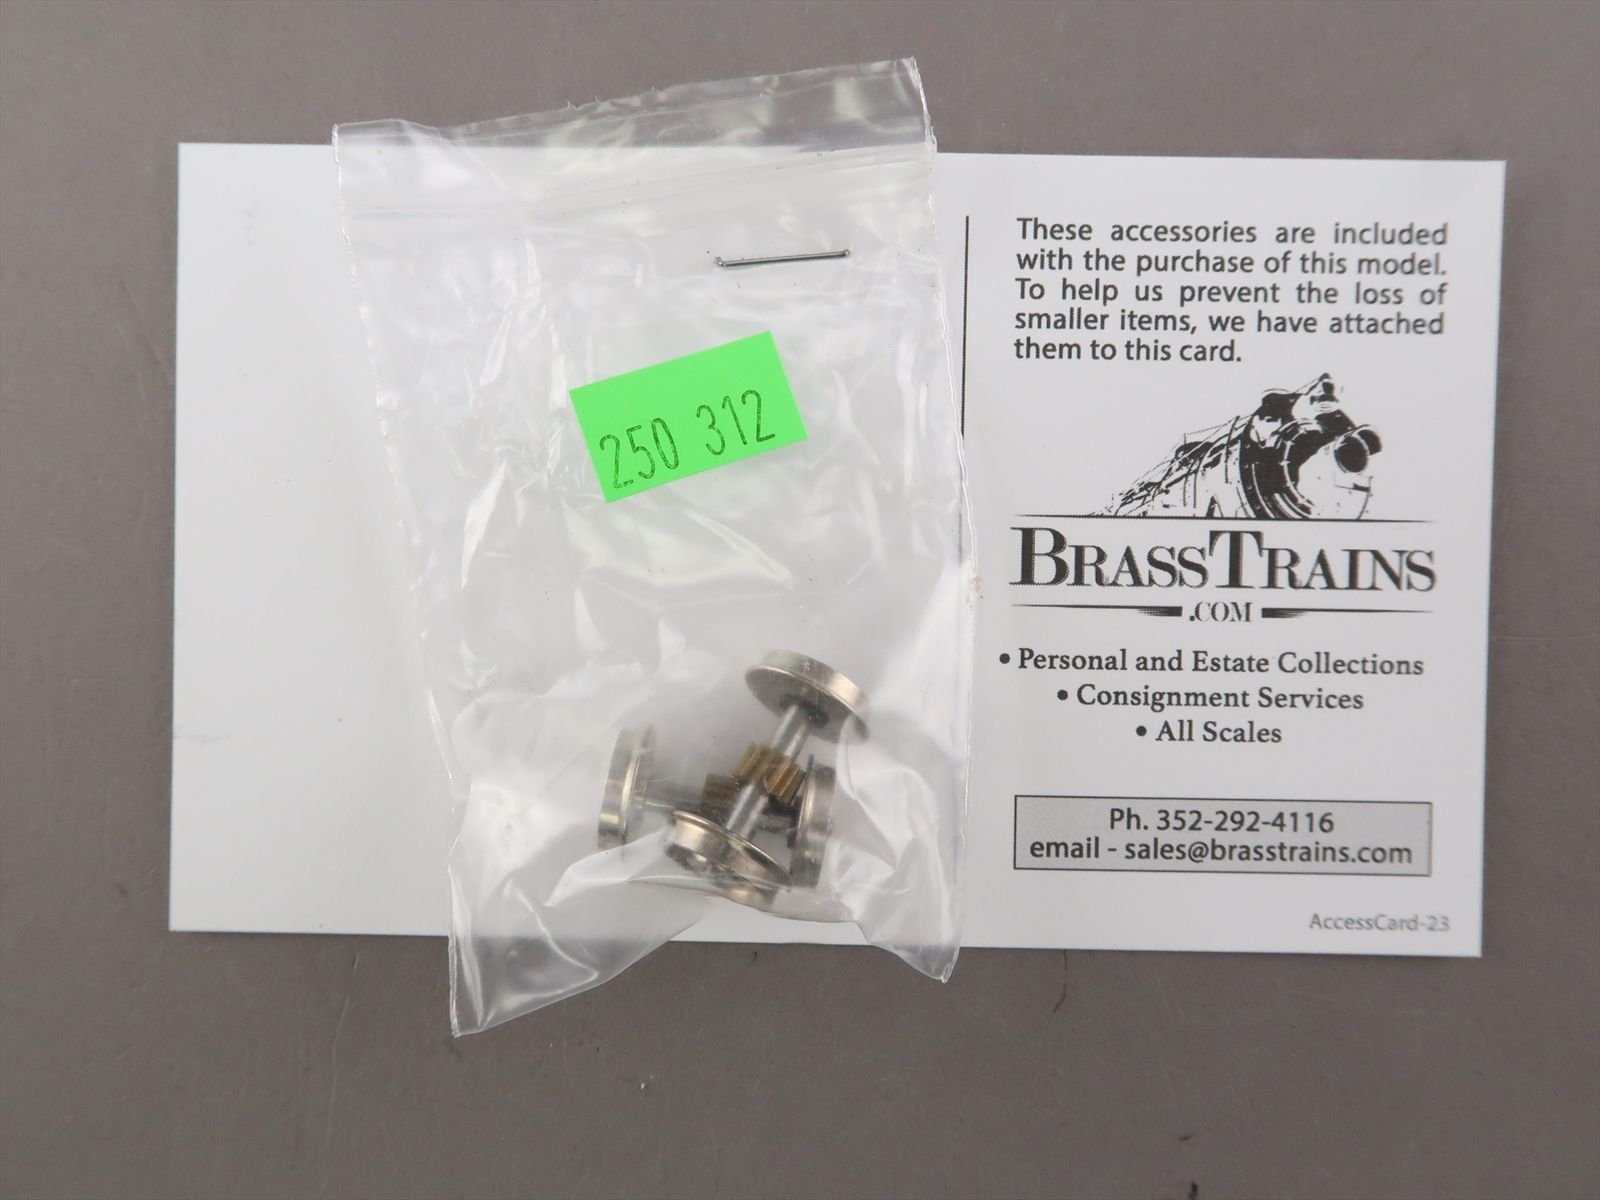 250 312
These accessories are included
with the purchase of this model.
To help us prevent the loss of
smaller items, we have attached
them to this card.
BRASSTRAINS
.COM
• Personal and Estate Collections
• Consignment Services
• All Scales
Ph. 352-292-4116
email - sales@brasstrains.com
AccessCard-23